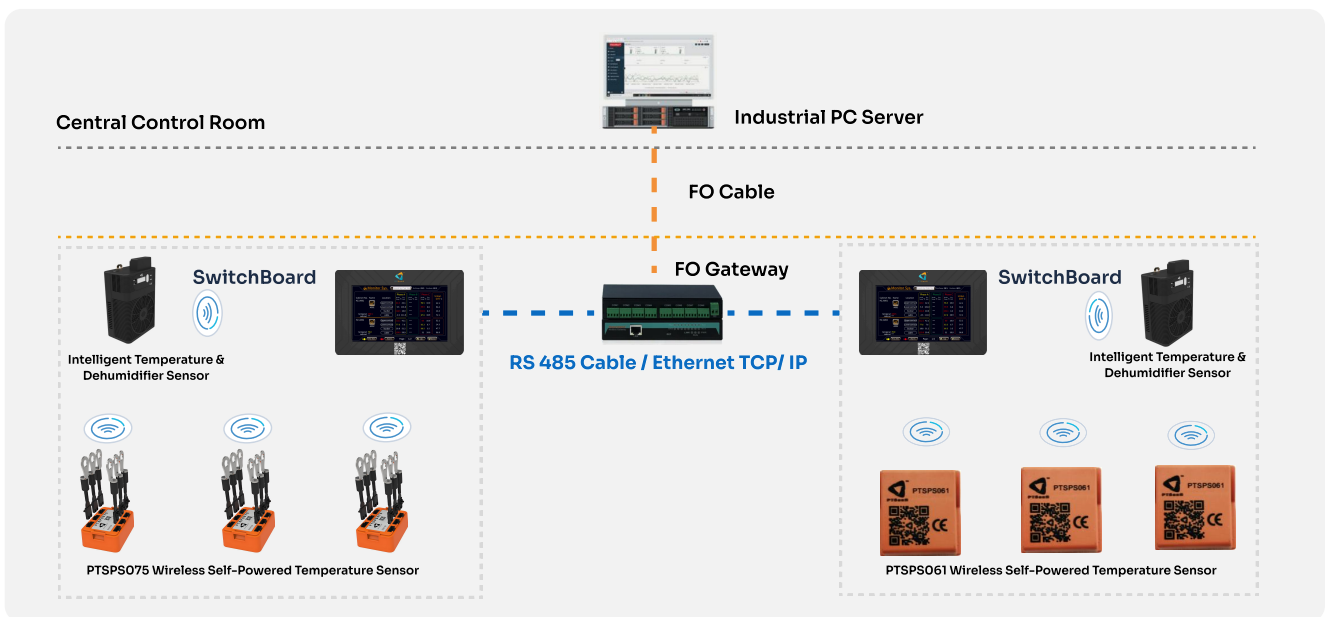 Central Control Room
Industrial PC Server
FO Cable
FO Gateway
SwitchBoard
Intelligent Temperature &
Dehumidifier Sensor
RS 485 Cable / Ethernet TCP/ IP
SwitchBoard
Intelligent Temperature &
Dehumidifier Sensor
PTSPS075 Wireless Self-Powered Temperature Sensor
PTSPS061
PTSPS061
PTSPS061
PTSPS061 Wireless Self-Powered Temperature Sensor